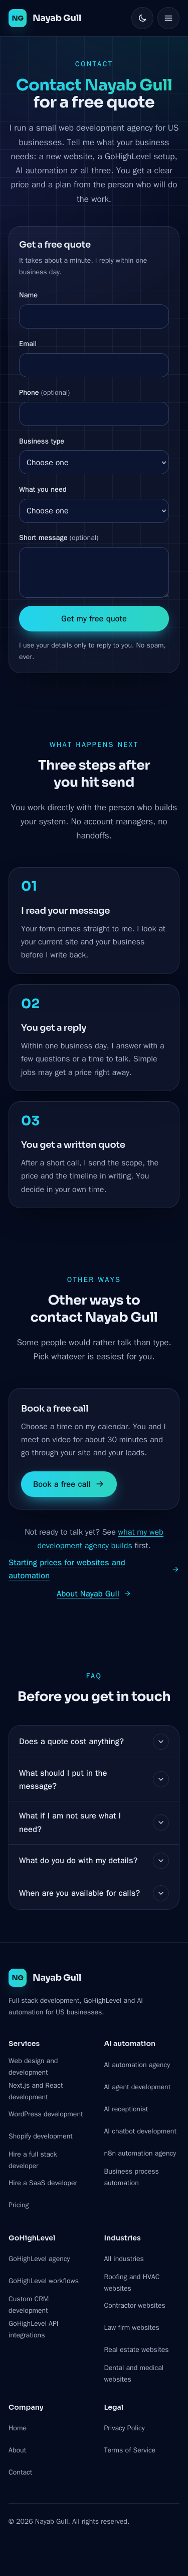 NG Nayab Gull
CONTACT
Contact Nayab Gull
for a free quote
I run a small web development agency for US
businesses. Tell me what your business
needs: a new website, a GoHighLevel setup,
AI automation or all three. You get a clear
price and a plan from the person who will do
the work.
Get a free quote
It takes about a minute. I reply within one
business day.
Name
Email
Phone (optional)
Business type
Choose one
What you need
Choose one
Short message (optional)
Get my free quote
I use your details only to reply to you. No spam,
ever.
WHAT HAPPENS NEXT
Three steps after
you hit send
You work directly with the person who builds
your system. No account managers, no
handoffs.
01
I read your message
Your form comes straight to me. I look at
your current site and your business
before I write back.
02
You get a reply
Within one business day, I answer with a
few questions or a time to talk. Simple
jobs may get a price right away.
03
You get a written quote
After a short call, I send the scope, the
price and the timeline in writing. You
decide in your own time.
OTHER WAYS
Other ways to
contact Nayab Gull
Some people would rather talk than type.
Pick whichever is easiest for you.
Book a free call
Choose a time on my calendar. You and I
meet on video for about 30 minutes and
go through your site and your leads.
Book a free call →
Not ready to talk yet? See what my web
development agency builds first.
Starting prices for websites and
automation →
About Nayab Gull →
FAQ
Before you get in touch
Does a quote cost anything?
What should I put in the
message?
What if I am not sure what I
need?
What do you do with my details?
When are you available for calls?
NG Nayab Gull
Full-stack development, GoHighLevel and AI
automation for US businesses.
Services
Web design and
development
Next.js and React
development
WordPress development
Shopify development
Hire a full stack
developer
Hire a SaaS developer
Pricing
AI automation
AI automation agency
AI agent development
AI receptionist
AI chatbot development
n8n automation agency
Business process
automation
GoHighLevel
GoHighLevel agency
GoHighLevel workflows
Custom CRM
development
GoHighLevel API
integrations
Industries
All industries
Roofing and HVAC
websites
Contractor websites
Law firm websites
Real estate websites
Dental and medical
websites
Company
Home
About
Contact
Legal
Privacy Policy
Terms of Service
© 2026 Nayab Gull. All rights reserved.